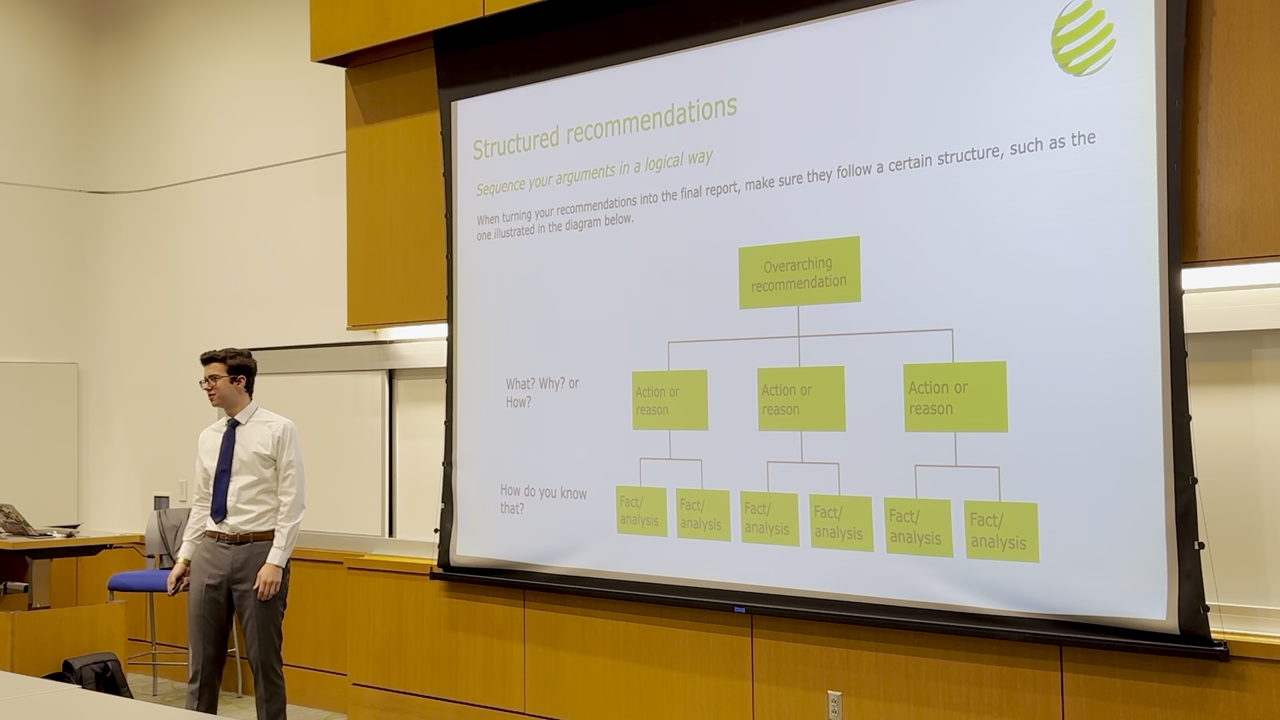 Structured recommendations
Sequence your arguments in a logical way
When turning your recommendations into the final report, make sure they follow a certain structure, such as the
one illustrated in the diagram below.
Overarching
recommendation
What? Why? or
How?
Action or
reason
Action or
reason
Action or
reason
How do you know
that?
Fact/
analysis
Fact/
analysis
Fact/
analysis
Fact/
analysis
Fact/
analysis
Fact/
analysis